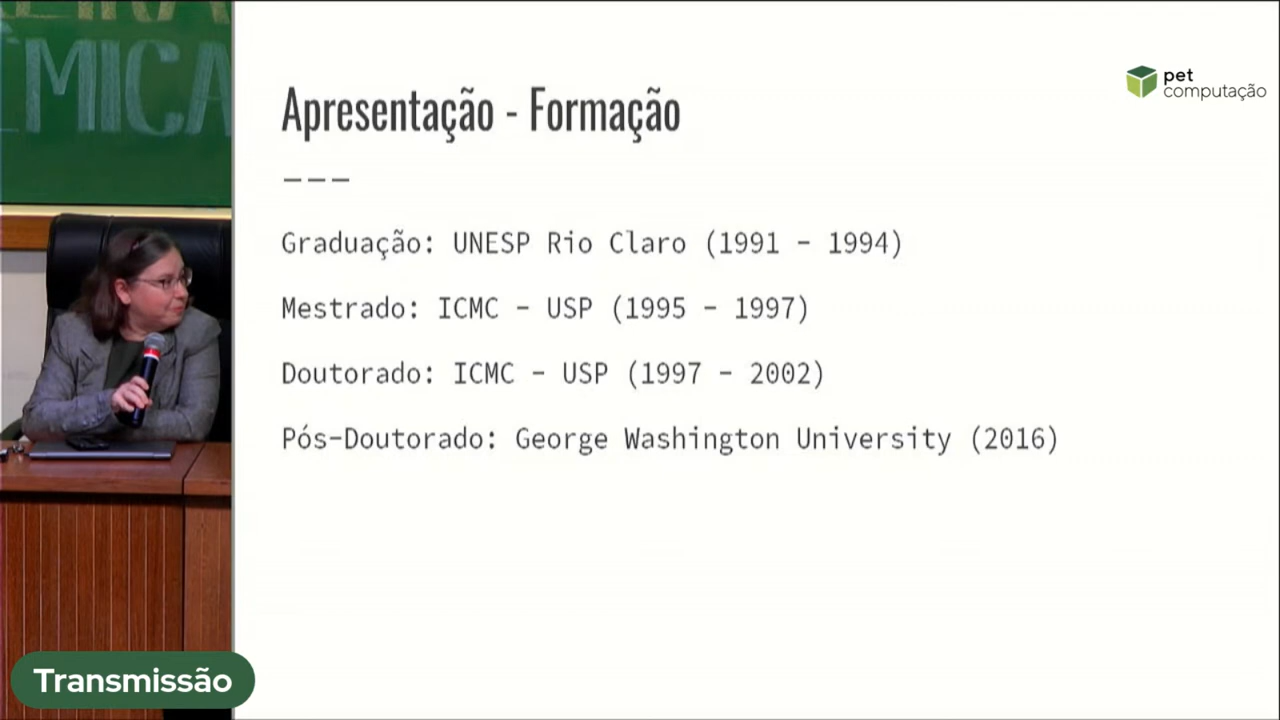 ÊMICA
pet
computação
Apresentação - Formação
---
Graduação: UNESP Rio Claro (1991 - 1994)
Mestrado: ICMC - USP (1995 - 1997)
Doutorado: ICMC - USP (1997 - 2002)
Pós-Doutorado: George Washington University (2016)
Transmissão